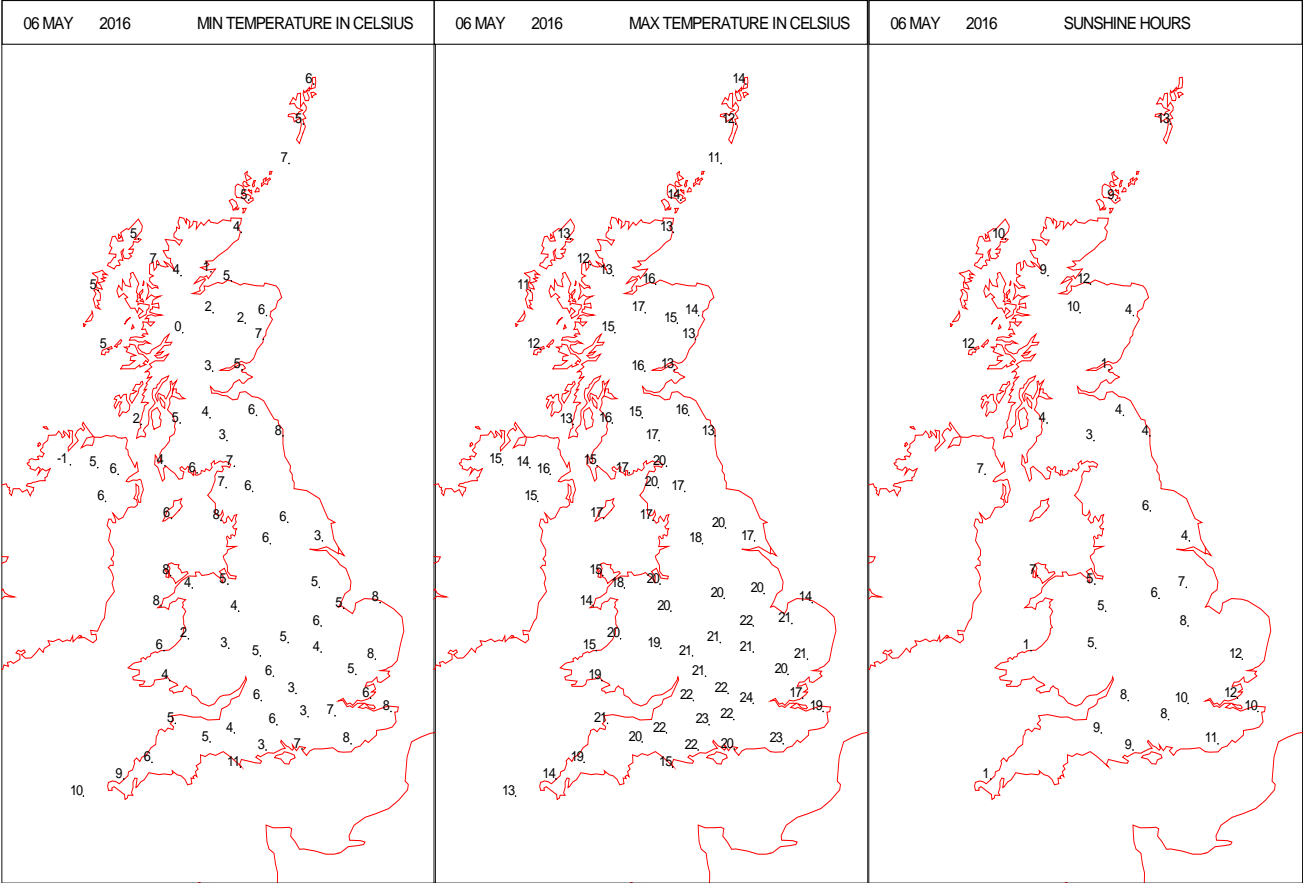 06 MAY 2016 MIN TEMPERATURE IN CELSIUS
6.
5.
7.
5.
5. 4.
7. 4. 1. 5.
5.
2. 2. 6.
0. 7.
5.
3. 5.
2. 5. 4. 6.
3. 8.
-1. 5. 6. 4. 6. 7.
6. 7. 6.
6. 8. 6.
6. 3.
8. 4. 5. 5.
8. 4. 5. 8.
2. 6.
6. 3. 5. 5. 4. 8.
4. 6. 5.
6. 3. 6.
5. 6. 3. 7. 8.
4. 5. 3. 7. 8.
6. 11.
9.
10.
06 MAY 2016 MAX TEMPERATURE IN CELSIUS
14.
12.
11.
14.
13. 13.
12. 13. 16.
11.
17. 15. 14.
15. 13.
12.
16. 13.
13. 16. 15. 16.
17. 13.
15. 14. 16. 15. 17. 20.
15. 20. 17.
17. 17. 20.
18. 17.
15. 18. 20. 20. 20.
14. 20. 14.
20. 22. 21.
15. 19. 21. 21. 21. 21.
19. 21. 20.
22. 22. 24. 17.
21. 23. 22. 19.
22. 20. 22. 20. 23.
19. 15.
14.
13.
06 MAY 2016 SUNSHINE HOURS
13.
9.
10.
9. 12.
10. 4.
12.
1.
4. 4.
3. 4.
7.
6.
4.
7. 5. 6. 7.
5. 8.
1. 5. 12.
8. 10. 12.
8. 10.
9. 9. 11.
1.